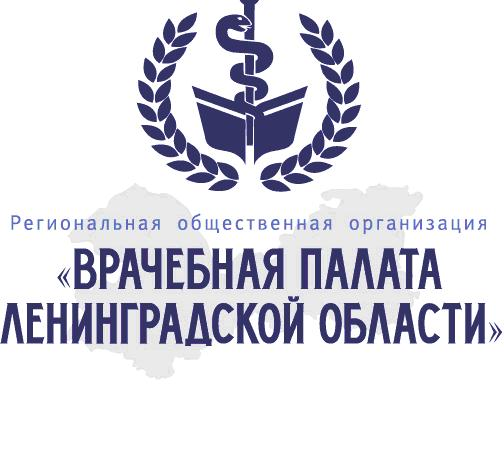 Региональная общественная организация
«ВРАЧЕБНАЯ ПАЛАТА
ЛЕНИНГРАДСКОЙ ОБЛАСТИ»